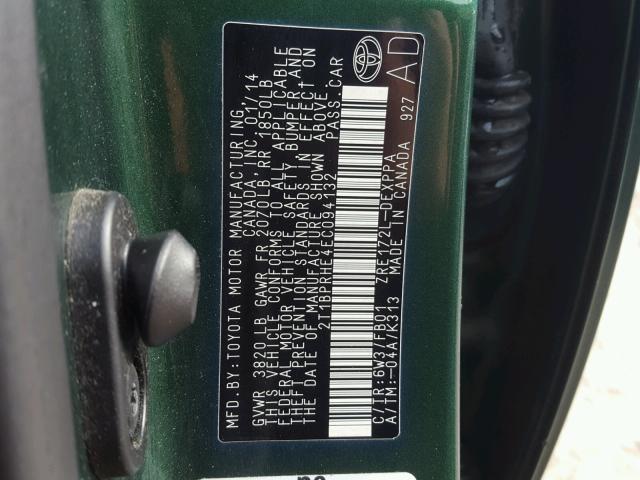 MFD.BY:TOYOTA MOTOR MANUFACTURING
CANADA, INC. 01/14
GVWR 3820LB GAWR FR 2070LB RR 1850LB
THIS VEHICLE CONFORMS TO ALL APPLICABLE
FEDERAL MOTOR VEHICLE SAFETY, BUMPER AND
THEFT PREVENTION STANDARDS IN EFFECT ON
THE DATE OF MANUFACTURE SHOWN ABOVE.
2T1BPRHE4EC094132 PASS.CAR
C/TR:6W3/FB01 ZRE172L-DEXPPA
A/TM:-04A/K313 MADE IN CANADA 927
AD